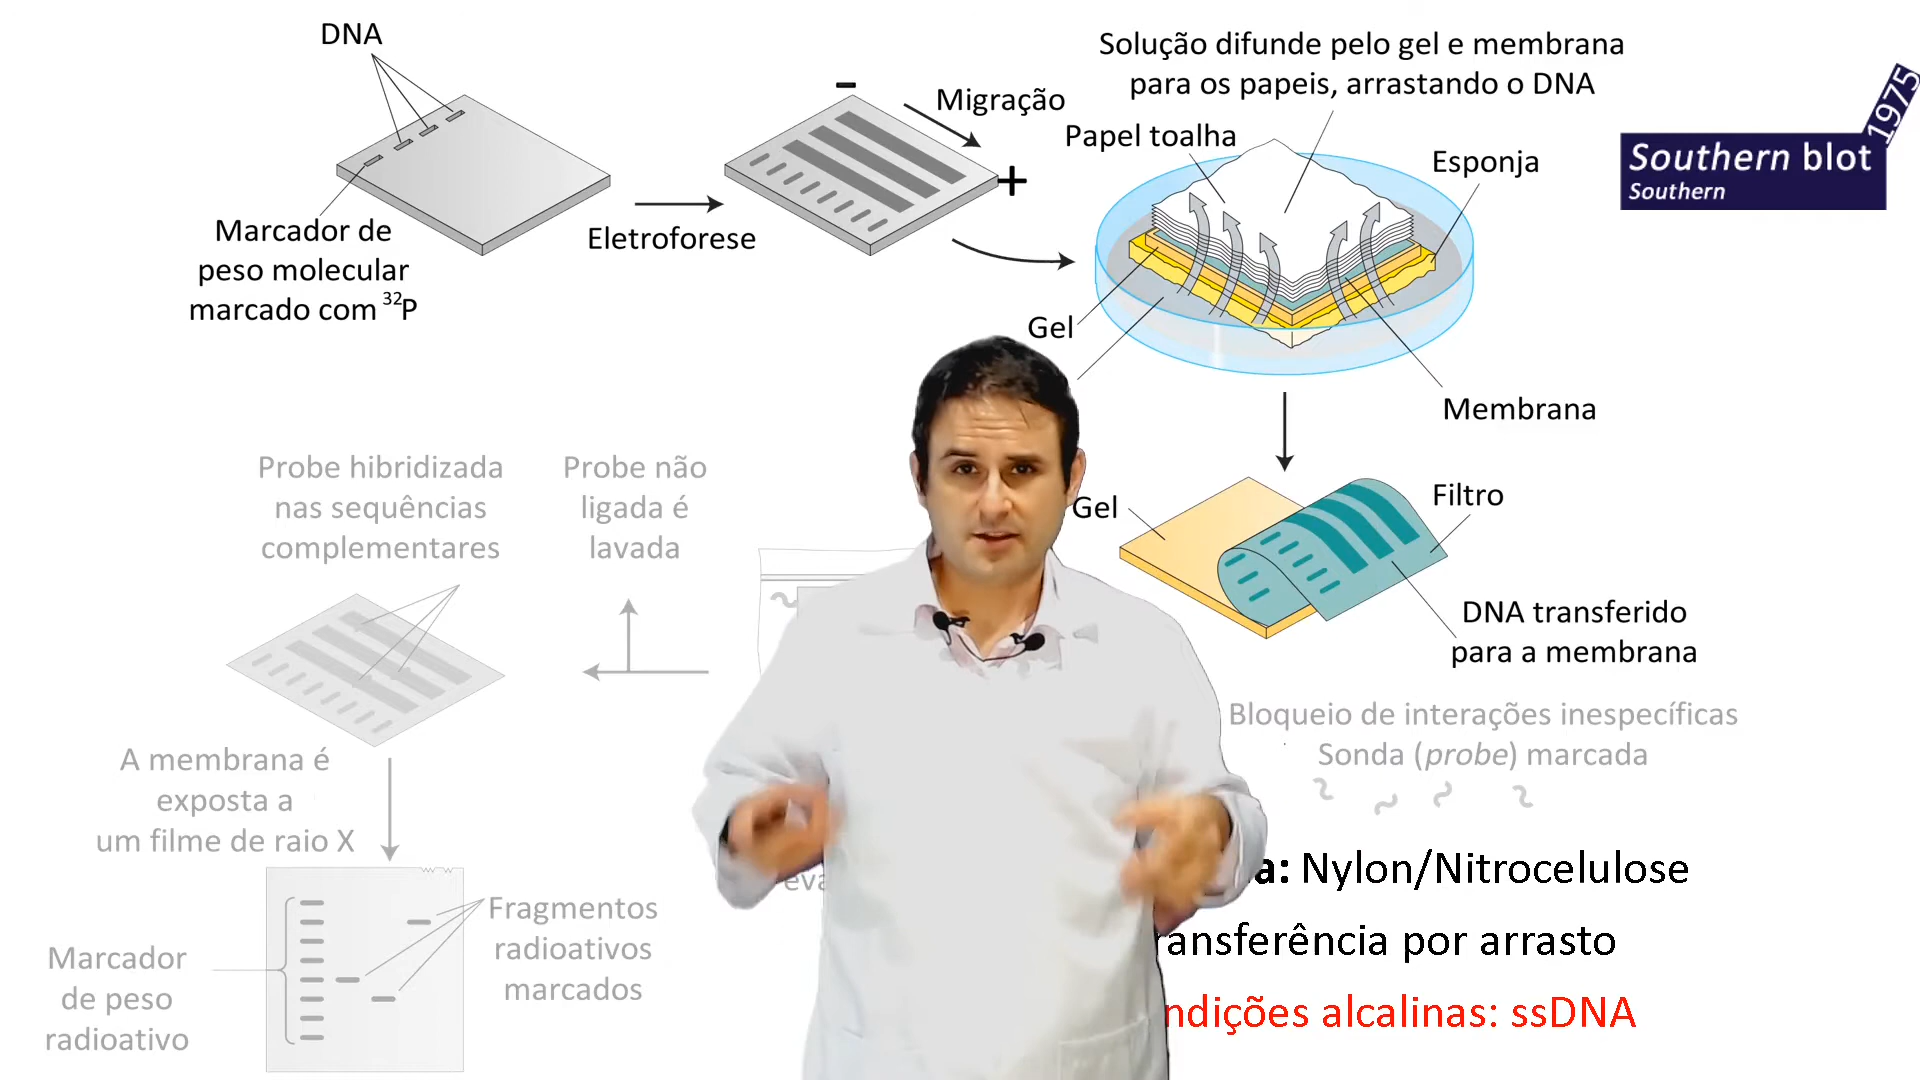 DNA
Marcador de
peso molecular
marcado com ³²P
Eletroforese
-
Migração
+
Solução difunde pelo gel e membrana
para os papeis, arrastando o DNA
Papel toalha
Esponja
Gel
Membrana
1975
Southern blot
Southern
Gel
Filtro
DNA transferido
para a membrana
Probe hibridizada
nas sequências
complementares
Probe não
ligada é
lavada
Bloqueio de interações inespecíficas
Sonda (probe) marcada
A membrana é
exposta a
um filme de raio X
Marcador
de peso
radioativo
Fragmentos
radioativos
marcados
a: Nylon/Nitrocelulose
ransferência por arrasto
ndições alcalinas: ssDNA